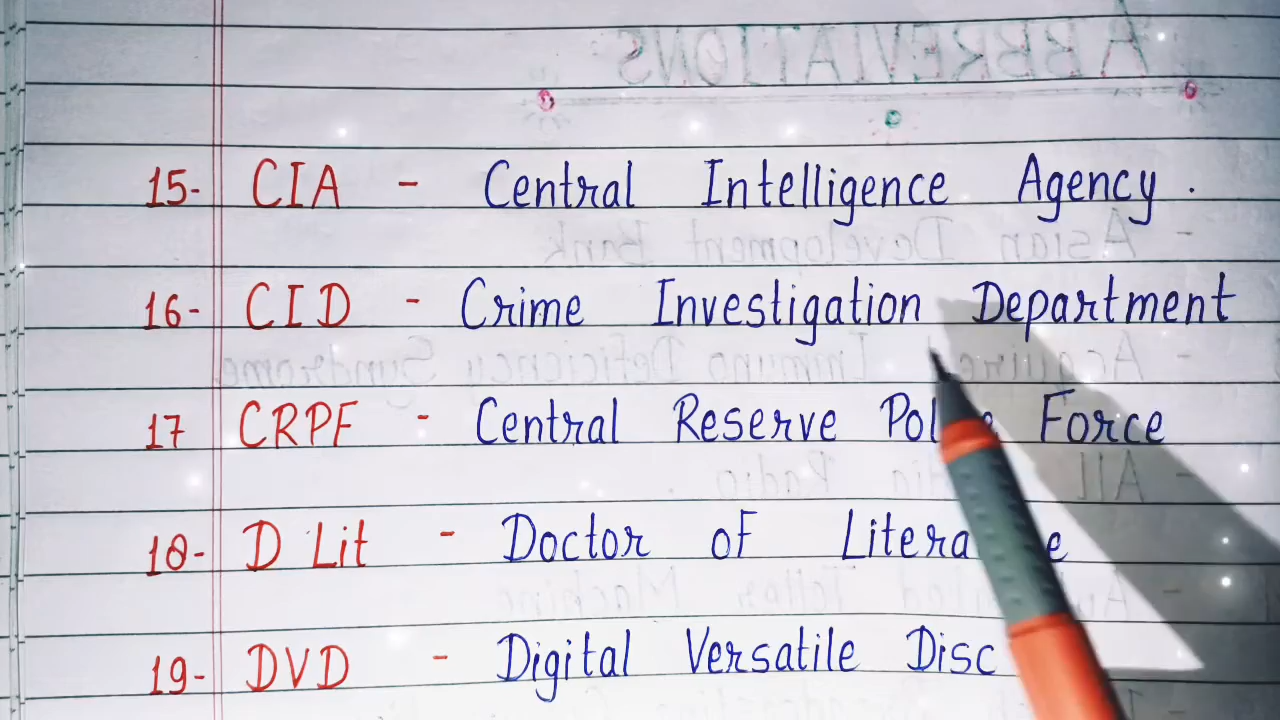 15- CIA - Central Intelligence Agency .
16- CID - Crime Investigation Department
17 CRPF - Central Reserve Force
18- D Lit - Doctor of
19- DVD - Digital Versatile Disc